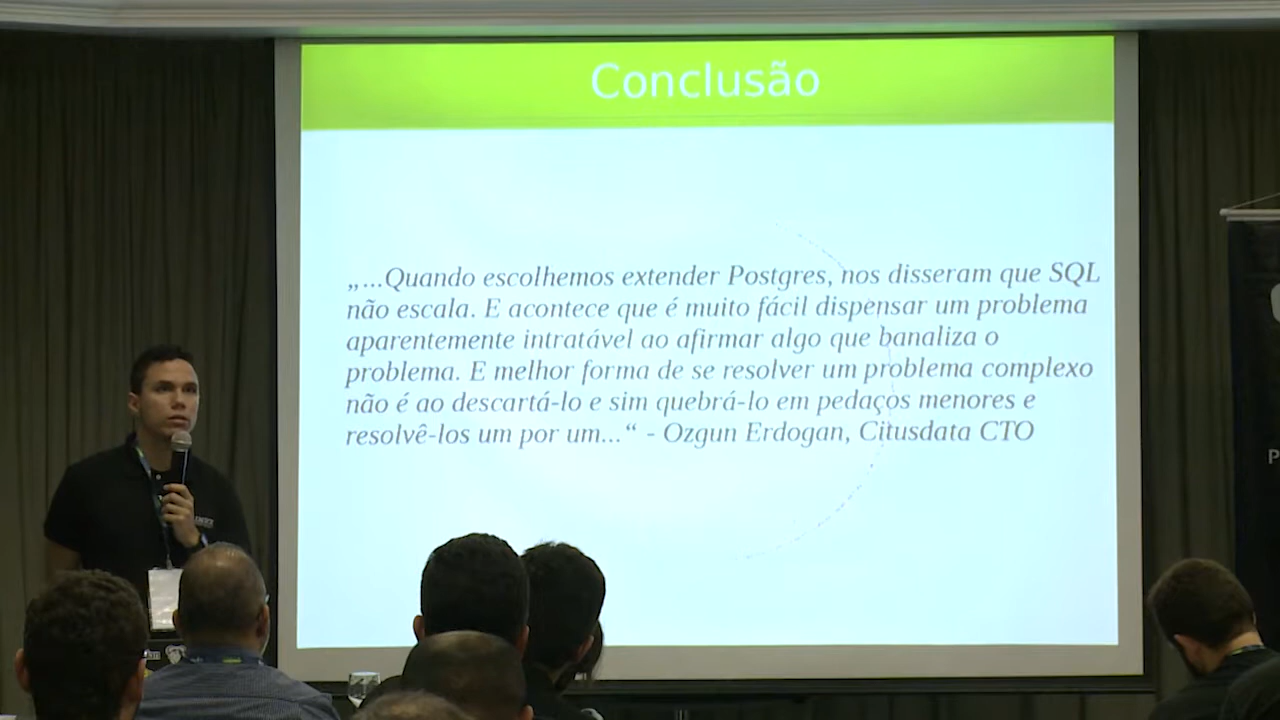 Conclusão
„...Quando escolhemos extender Postgres, nos disseram que SQL
não escala. E acontece que é muito fácil dispensar um problema
aparentemente intratável ao afirmar algo que banaliza o
problema. E melhor forma de se resolver um problema complexo
não é ao descartá-lo e sim quebrá-lo em pedaços menores e
resolvê-los um por um...“ - Ozgun Erdogan, Citusdata CTO